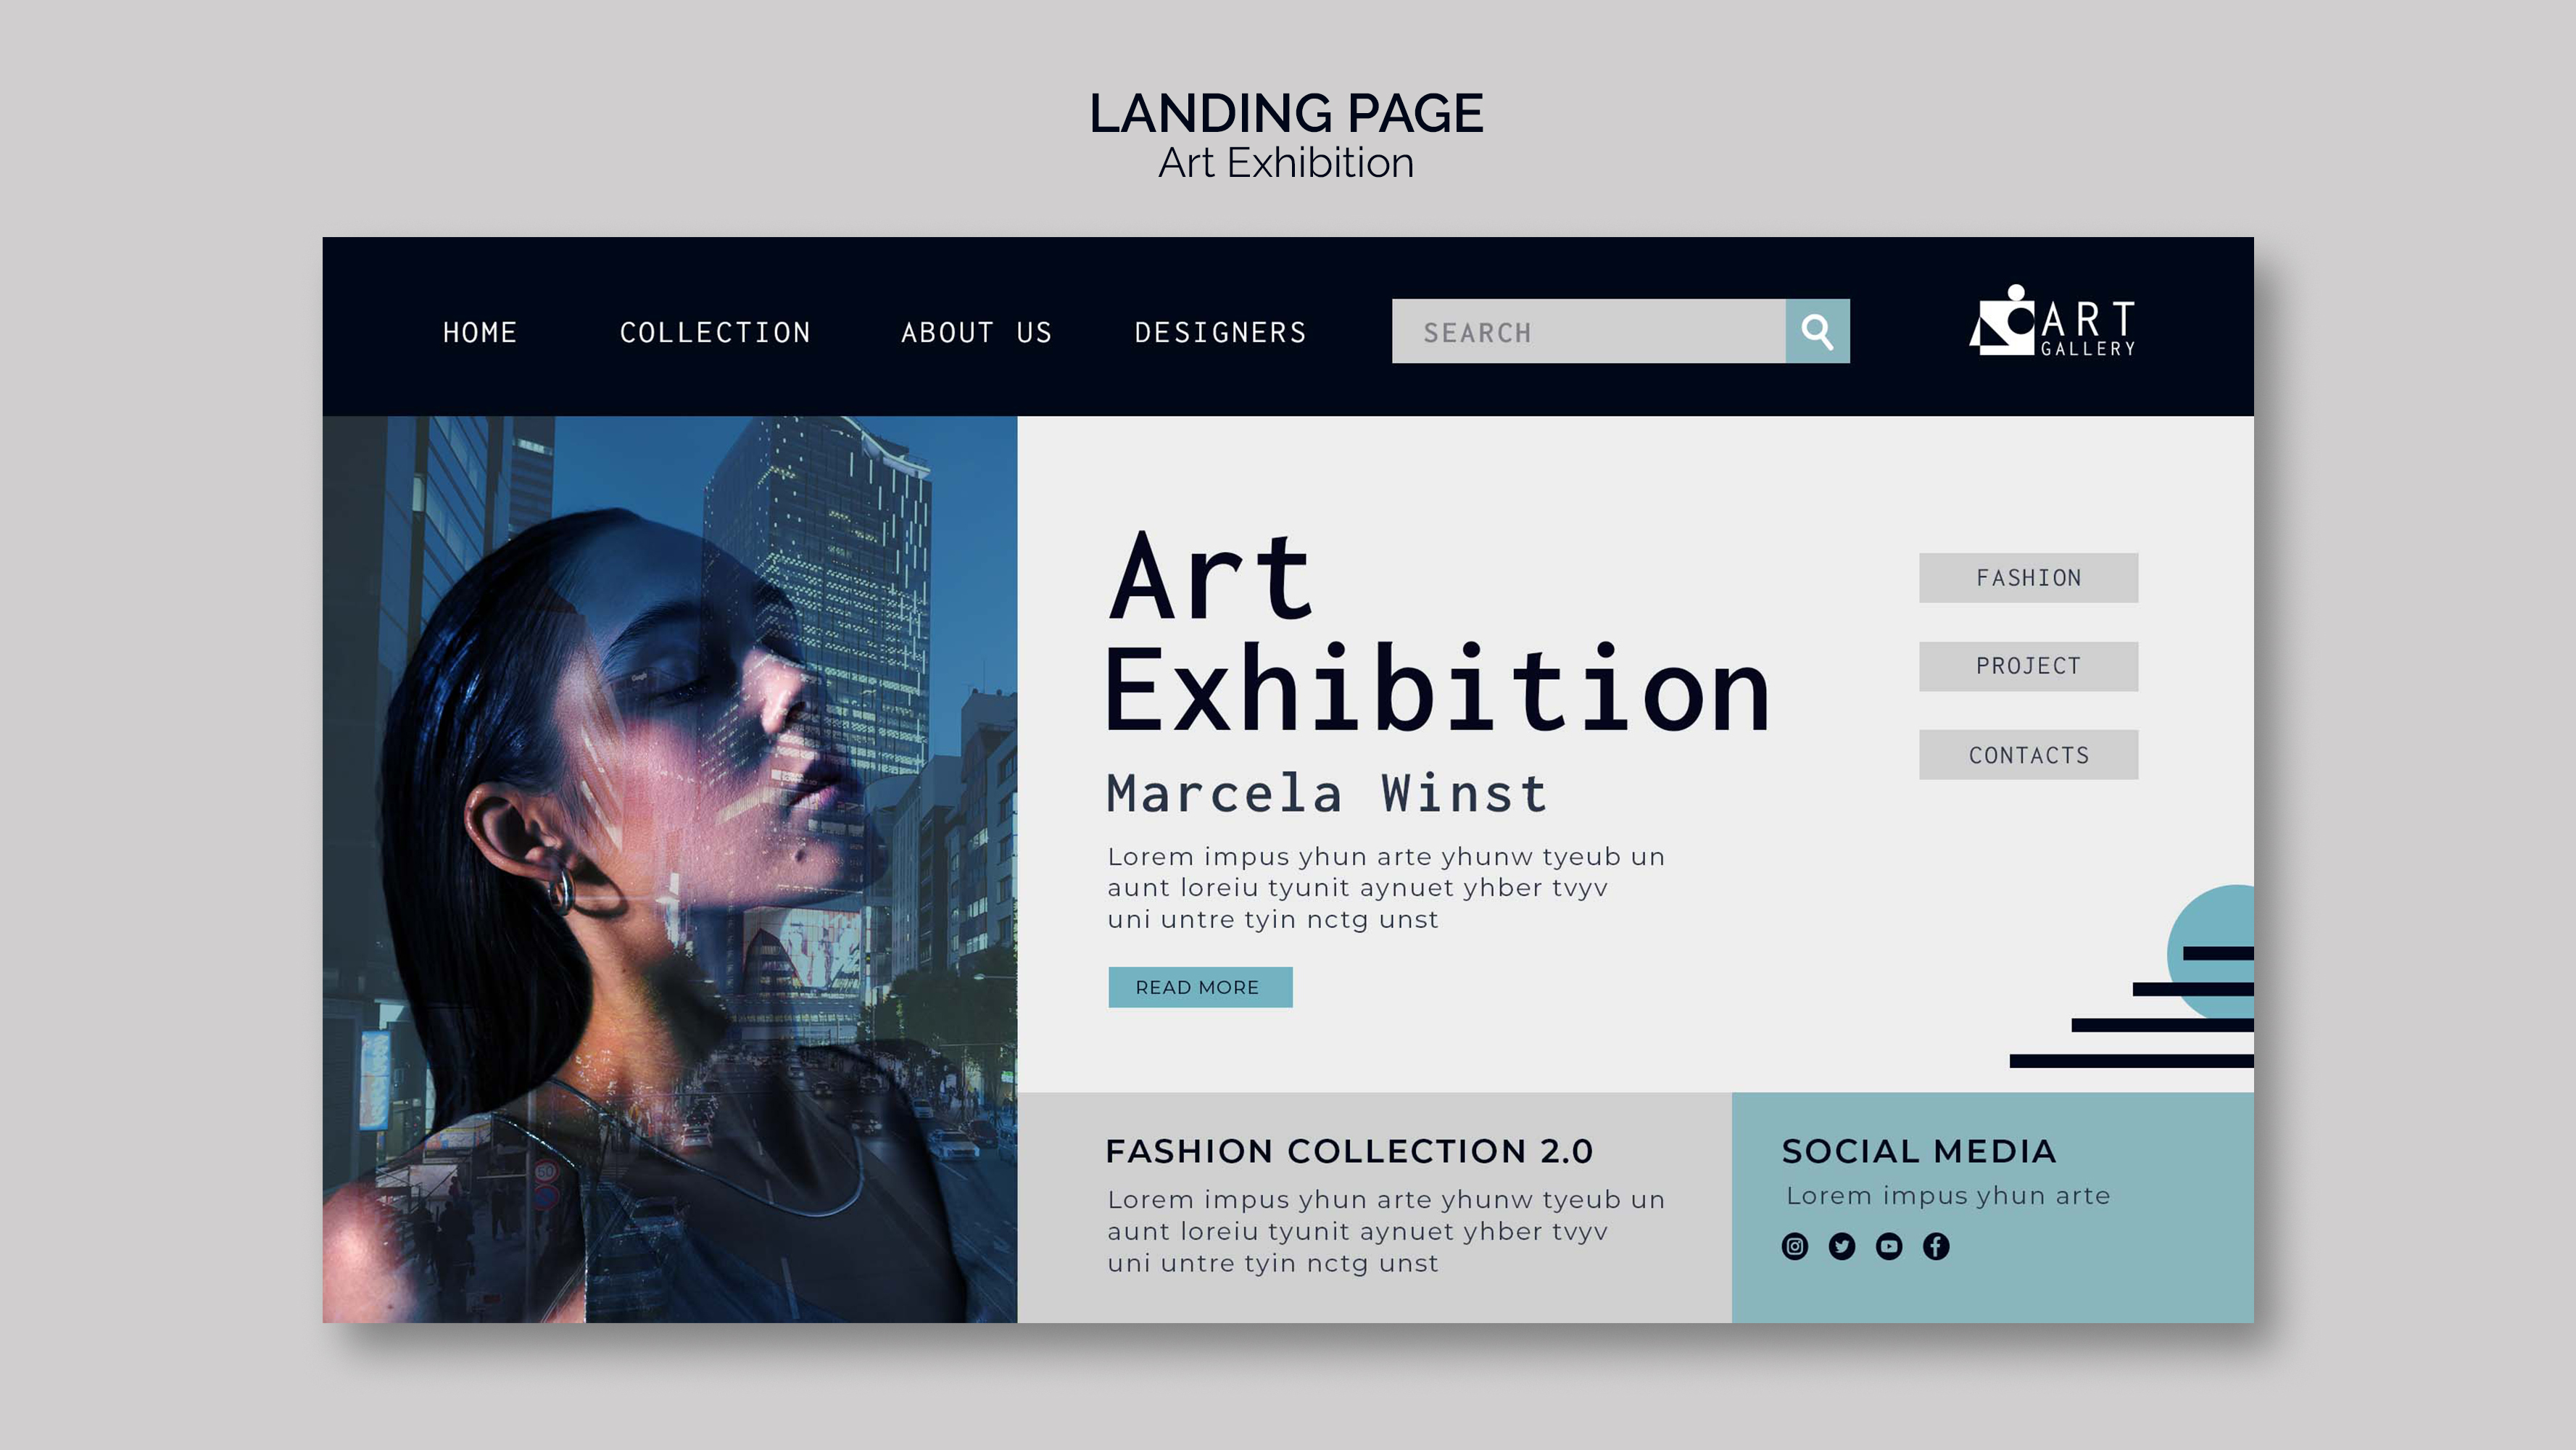 LANDING PAGE
Art Exhibition
HOME COLLECTION ABOUT US DESIGNERS SEARCH ART
GALLERY
Art
Exhibition
Marcela Winst
Lorem impus yhun arte yhunw tyeub un
aunt loreiu tyunit aynuet yhber tvyv
uni untre tyin nctg unst
READ MORE
FASHION
PROJECT
CONTACTS
FASHION COLLECTION 2.0
Lorem impus yhun arte yhunw tyeub un
aunt loreiu tyunit aynuet yhber tvyv
uni untre tyin nctg unst
SOCIAL MEDIA
Lorem impus yhun arte
50